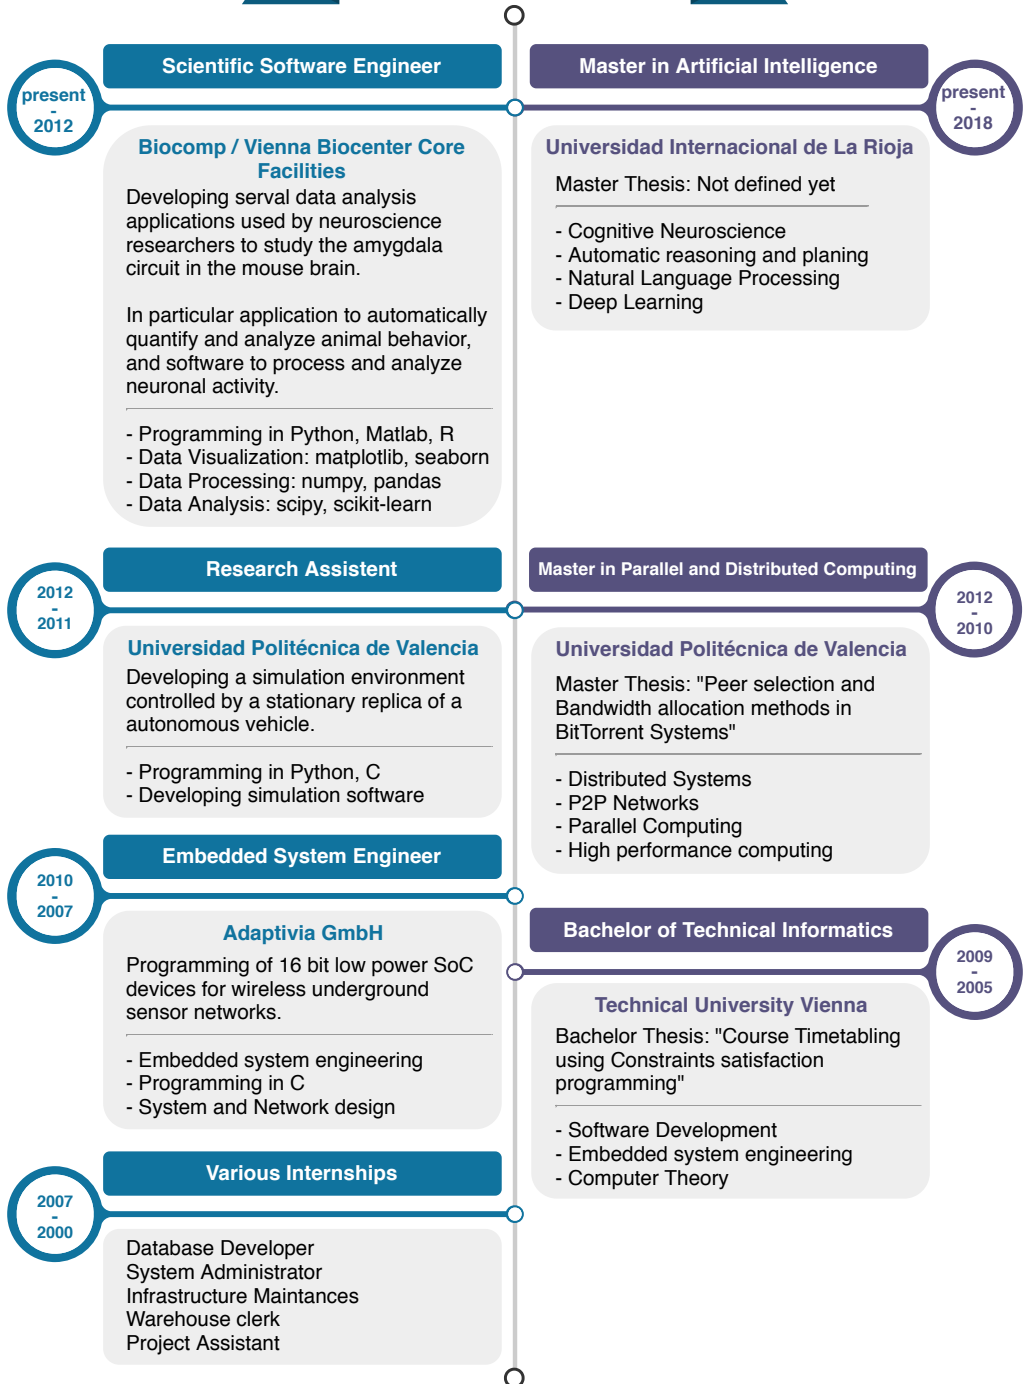 Scientific Software Engineer
present
-
2012
Biocomp / Vienna Biocenter Core
Facilities
Developing serval data analysis
applications used by neuroscience
researchers to study the amygdala
circuit in the mouse brain.
In particular application to automatically
quantify and analyze animal behavior,
and software to process and analyze
neuronal activity.
- Programming in Python, Matlab, R
- Data Visualization: matplotlib, seaborn
- Data Processing: numpy, pandas
- Data Analysis: scipy, scikit-learn
Research Assistent
2012
-
2011
Universidad Politécnica de Valencia
Developing a simulation environment
controlled by a stationary replica of a
autonomous vehicle.
- Programming in Python, C
- Developing simulation software
Embedded System Engineer
2010
-
2007
Adaptivia GmbH
Programming of 16 bit low power SoC
devices for wireless underground
sensor networks.
- Embedded system engineering
- Programming in C
- System and Network design
Various Internships
2007
-
2000
Database Developer
System Administrator
Infrastructure Maintances
Warehouse clerk
Project Assistant
Master in Artificial Intelligence
present
-
2018
Universidad Internacional de La Rioja
Master Thesis: Not defined yet
- Cognitive Neuroscience
- Automatic reasoning and planing
- Natural Language Processing
- Deep Learning
Master in Parallel and Distributed Computing
2012
-
2010
Universidad Politécnica de Valencia
Master Thesis: "Peer selection and
Bandwidth allocation methods in
BitTorrent Systems"
- Distributed Systems
- P2P Networks
- Parallel Computing
- High performance computing
Bachelor of Technical Informatics
2009
-
2005
Technical University Vienna
Bachelor Thesis: "Course Timetabling
using Constraints satisfaction
programming"
- Software Development
- Embedded system engineering
- Computer Theory